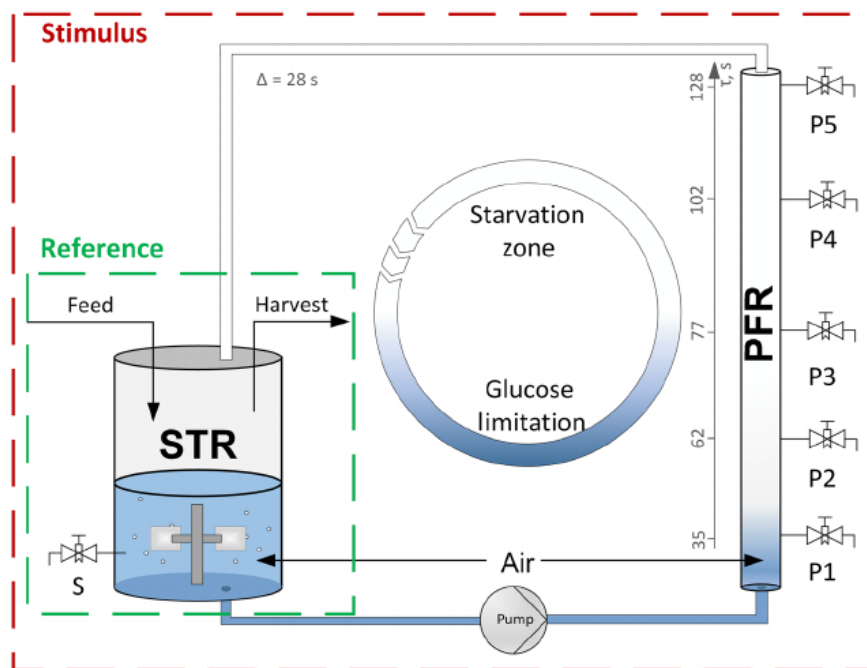 Stimulus
Δ = 28 s
τ, s
128
102
77
62
35
P5
P4
P3
P2
P1
PFR
Starvation
zone
Glucose
limitation
Reference
Feed
Harvest
STR
S
Air
Pump